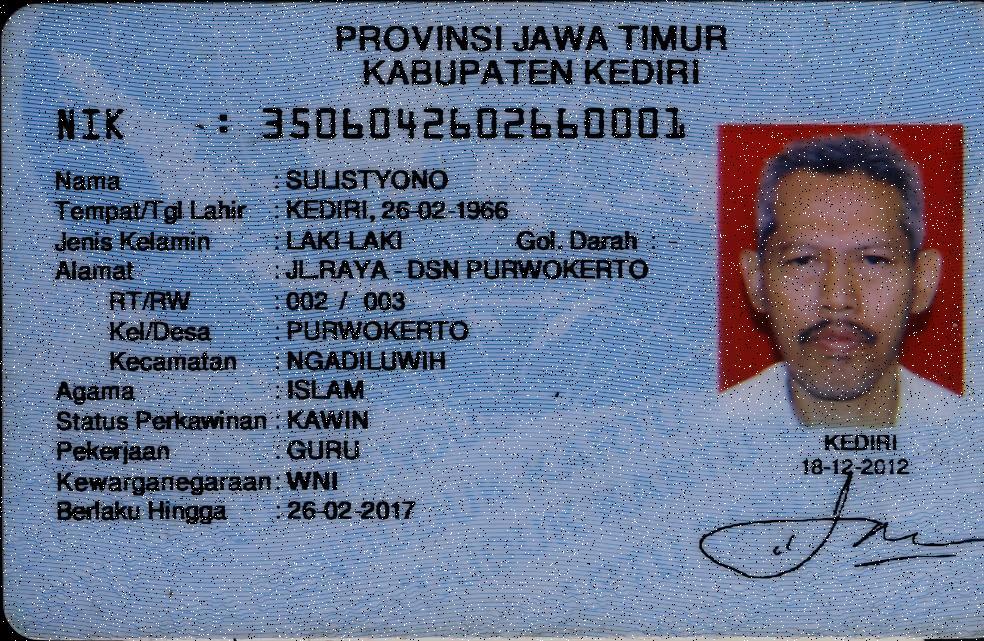 PROVINSI JAWA TIMUR
KABUPATEN KEDIRI
NIK : 3506042602660001
Nama : SULISTYONO
Tempat/Tgl Lahir : KEDIRI, 26-02-1966
Jenis Kelamin : LAKI-LAKI Gol. Darah : -
Alamat : JL.RAYA - DSN PURWOKERTO
RT/RW : 002 / 003
Kel/Desa : PURWOKERTO
Kecamatan : NGADILUWIH
Agama : ISLAM
Status Perkawinan : KAWIN
Pekerjaan : GURU
Kewarganegaraan : WNI
Berlaku Hingga : 26-02-2017
KEDIRI
18-12-2012